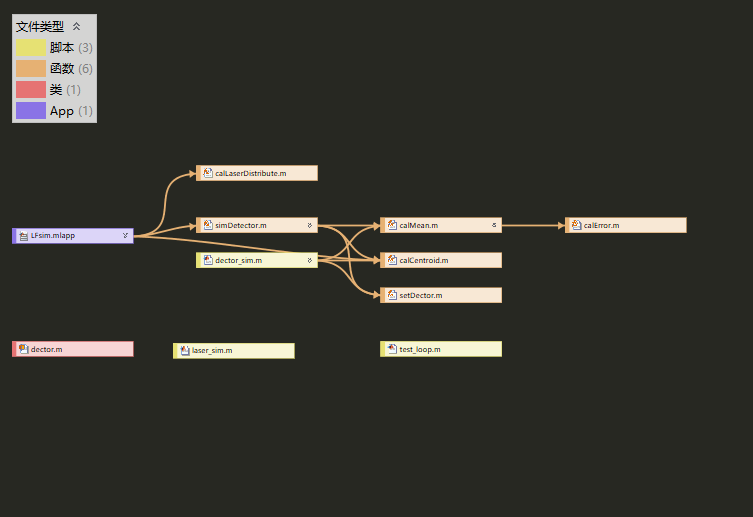 文件类型
脚本 (3)
函数 (6)
类 (1)
App (1)
calLaserDistribute.m
LFsim.mlapp
simDetector.m
calMean.m
calError.m
dector_sim.m
calCentroid.m
setDector.m
dector.m
laser_sim.m
test_loop.m